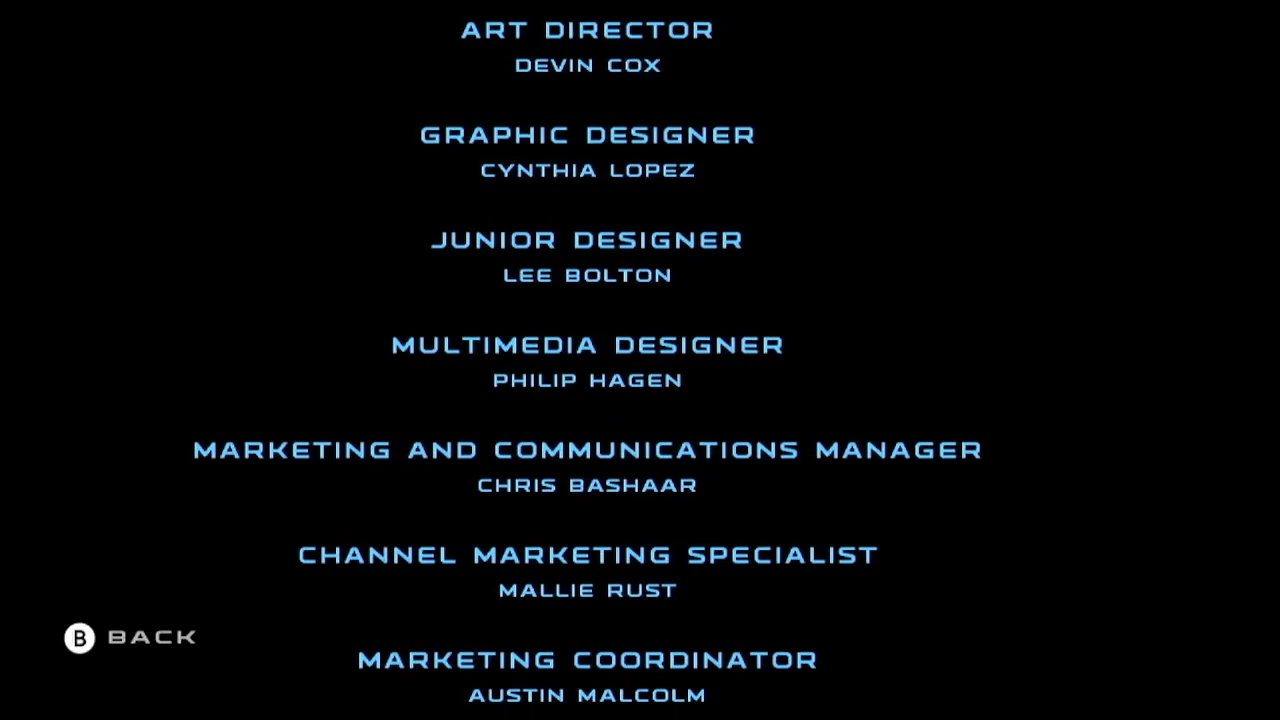 ART DIRECTOR
DEVIN COX
GRAPHIC DESIGNER
CYNTHIA LOPEZ
JUNIOR DESIGNER
LEE BOLTON
MULTIMEDIA DESIGNER
PHILIP HAGEN
MARKETING AND COMMUNICATIONS MANAGER
CHRIS BASHAAR
CHANNEL MARKETING SPECIALIST
MALLIE RUST
B BACK
MARKETING COORDINATOR
AUSTIN MALCOLM